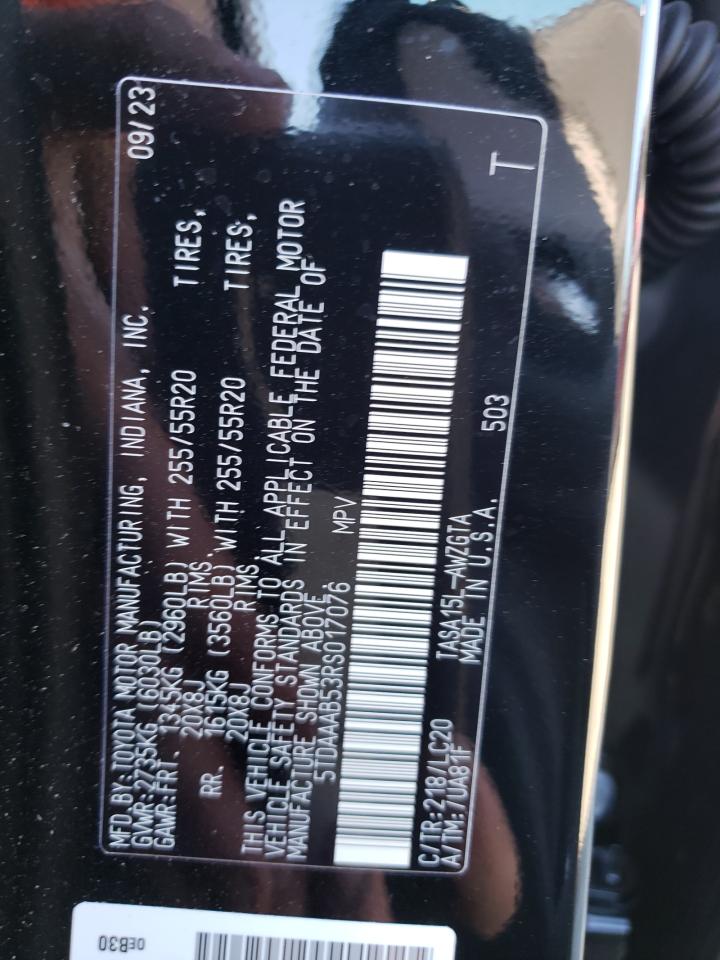 MFD.BY:TOYOTA MOTOR MANUFACTURING, INDIANA, INC. 09/23
GVWR:2735KG (6030LB)
GAWR:FRT. 1345KG (2960LB) WITH 255/55R20 TIRES,
20X8J RIMS
RR. 1615KG (3560LB) WITH 255/55R20 TIRES,
20X8J RIMS
THIS VEHICLE CONFORMS TO ALL APPLICABLE FEDERAL MOTOR
VEHICLE SAFETY STANDARDS IN EFFECT ON THE DATE OF
MANUFACTURE SHOWN ABOVE.
5TDAAAB53RS017076 MPV
C/TR:218/LC20 TASA15L-AWZGTA
A/TM:7UA81F MADE IN U.S.A. 503
T
0EB30